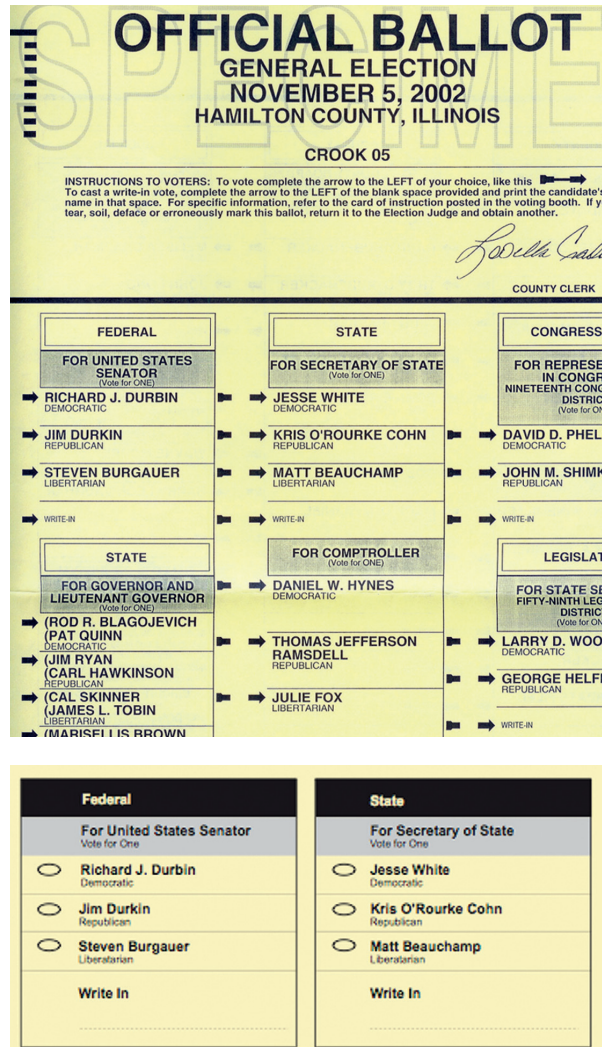 SPECIME
OFFICIAL BALLOT
GENERAL ELECTION
NOVEMBER 5, 2002
HAMILTON COUNTY, ILLINOIS
CROOK 05
INSTRUCTIONS TO VOTERS: To vote complete the arrow to the LEFT of your choice, like this
To cast a write-in vote, complete the arrow to the LEFT of the blank space provided and print the candidate's
name in that space. For specific information, refer to the card of instruction posted in the voting booth. If y
tear, soil, deface or erroneously mark this ballot, return it to the Election Judge and obtain another.
COUNTY CLERK
FEDERAL
FOR UNITED STATES
SENATOR
(Vote for ONE)
RICHARD J. DURBIN
DEMOCRATIC
JIM DURKIN
REPUBLICAN
STEVEN BURGAUER
LIBERTARIAN
WRITE-IN
STATE
FOR GOVERNOR AND
LIEUTENANT GOVERNOR
(Vote for ONE)
(ROD R. BLAGOJEVICH
(PAT QUINN
DEMOCRATIC
(JIM RYAN
(CARL HAWKINSON
REPUBLICAN
(CAL SKINNER
(JAMES L. TOBIN
LIBERTARIAN
(MARISELLIS BROWN
STATE
FOR SECRETARY OF STATE
(Vote for ONE)
JESSE WHITE
DEMOCRATIC
KRIS O'ROURKE COHN
REPUBLICAN
MATT BEAUCHAMP
LIBERTARIAN
WRITE-IN
FOR COMPTROLLER
(Vote for ONE)
DANIEL W. HYNES
DEMOCRATIC
THOMAS JEFFERSON
RAMSDELL
REPUBLICAN
JULIE FOX
LIBERTARIAN
CONGRESS
FOR REPRESE
IN CONGR
NINETEENTH CONG
DISTRIC
(Vote for ON
DAVID D. PHEL
DEMOCRATIC
JOHN M. SHIMK
REPUBLICAN
WRITE-IN
LEGISLAT
FOR STATE SE
FIFTY-NINTH LEG
DISTRIC
(Vote for ON
LARRY D. WOO
DEMOCRATIC
GEORGE HELF
REPUBLICAN
WRITE-IN
Federal
For United States Senator
Vote for One
Richard J. Durbin
Democratic
Jim Durkin
Republican
Steven Burgauer
Liberatarian
Write In
State
For Secretary of State
Vote for One
Jesse White
Democratic
Kris O'Rourke Cohn
Republican
Matt Beauchamp
Liberatarian
Write In